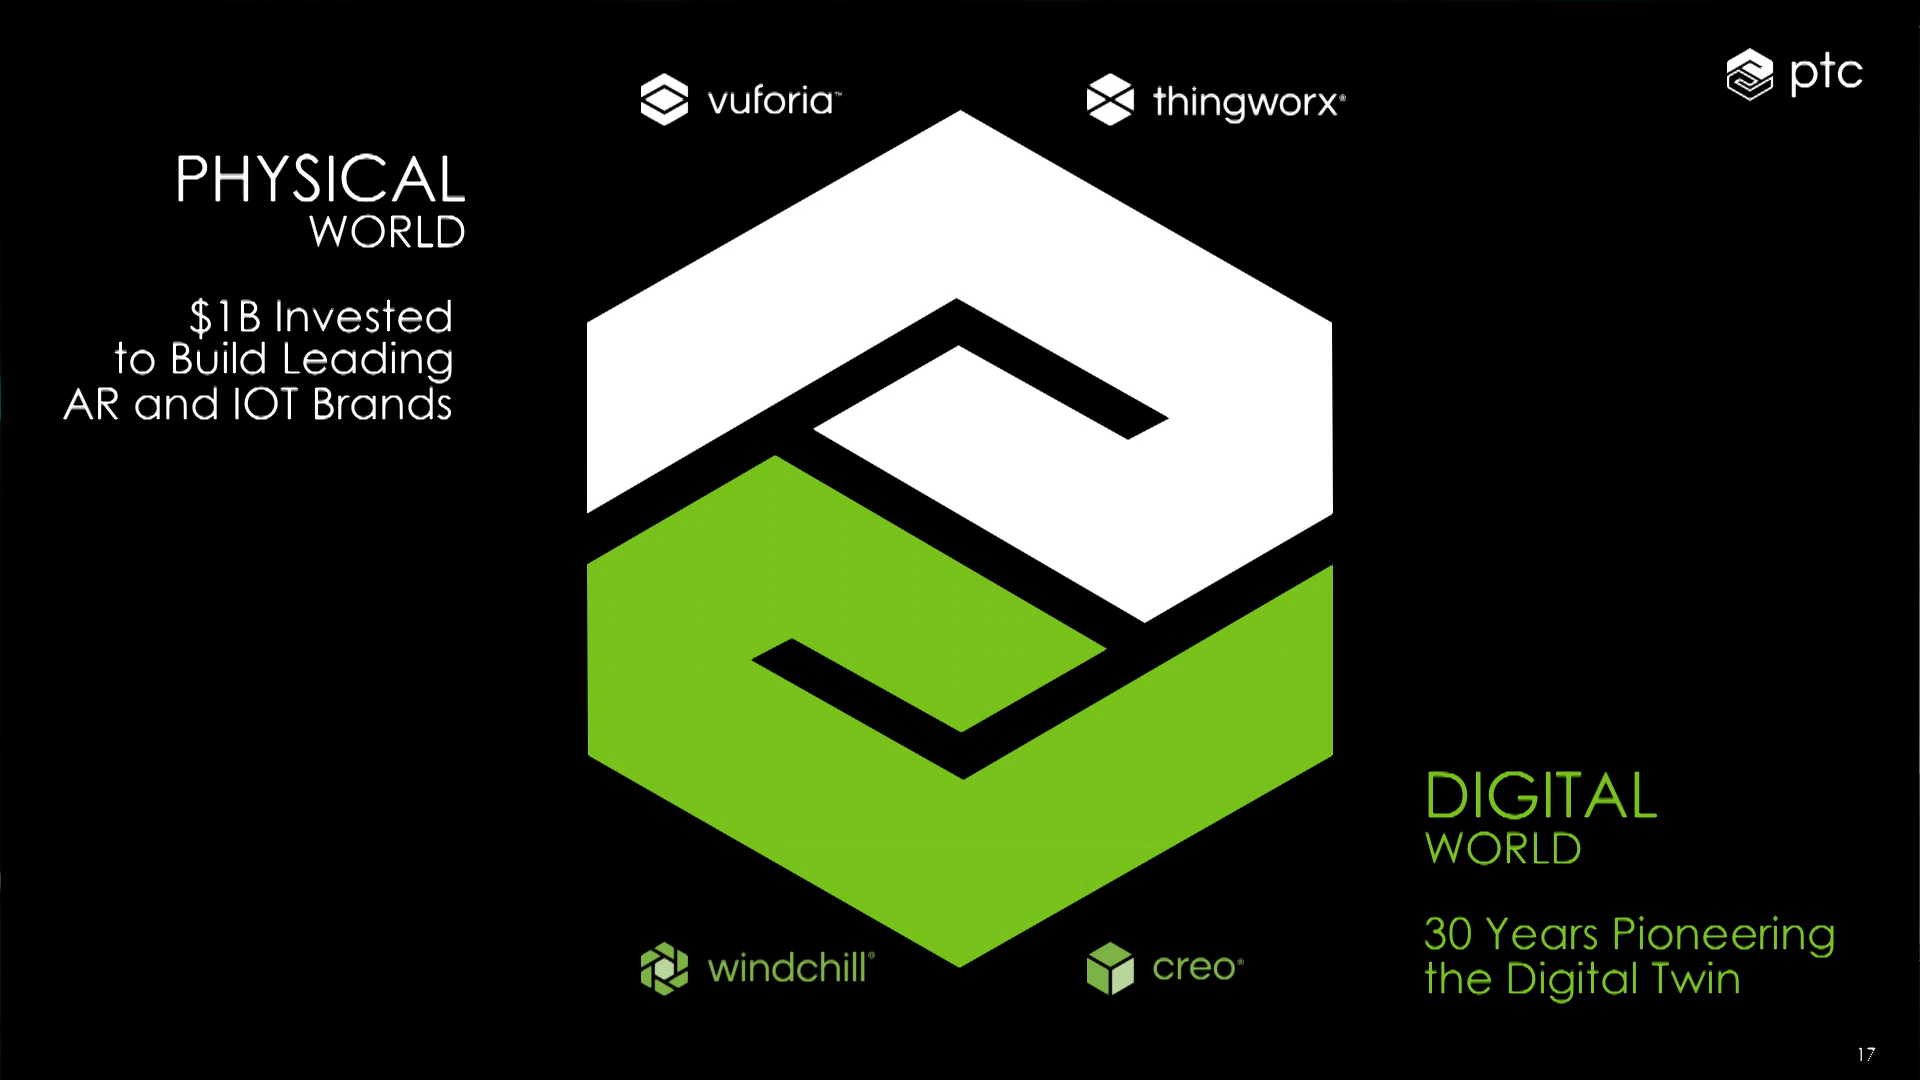 vuforia™
thingworx®
ptc
PHYSICAL
WORLD
$1B Invested
to Build Leading
AR and IOT Brands
DIGITAL
WORLD
30 Years Pioneering
the Digital Twin
windchill®
creo®
17